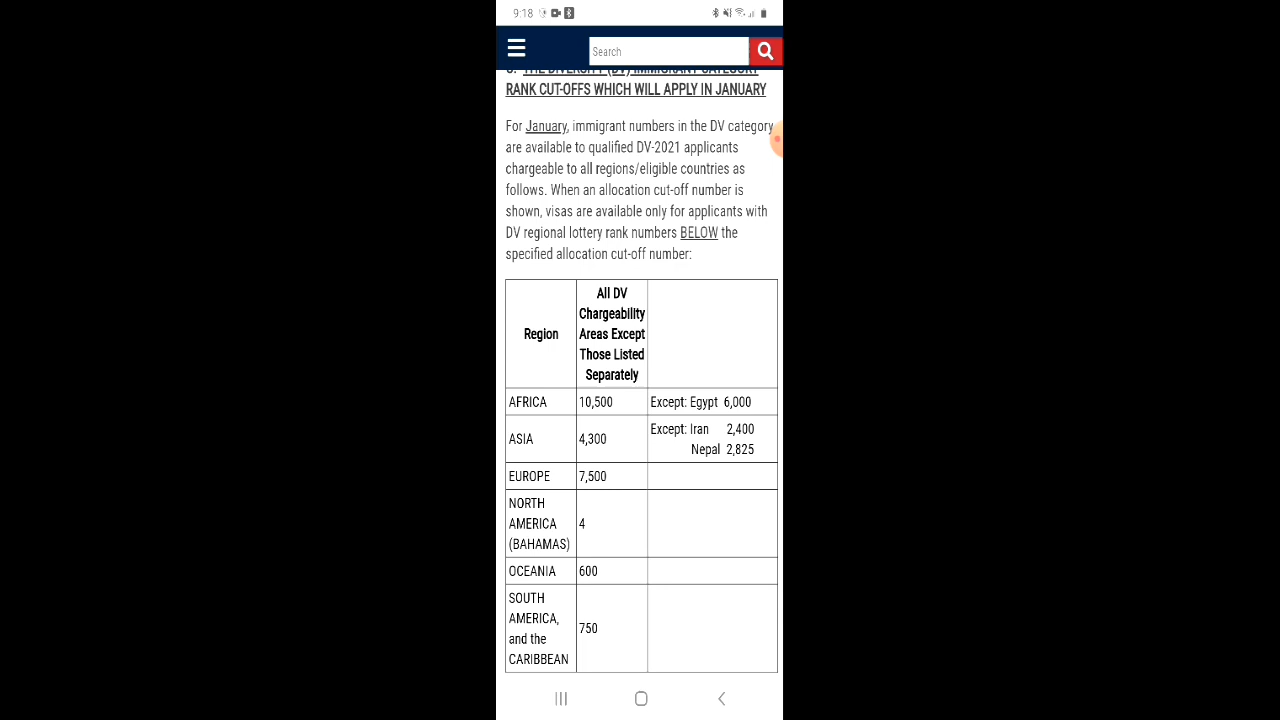 9:18
Search
THE DIVERSITY (DV) IMMIGRANT CATEGORY
RANK CUT-OFFS WHICH WILL APPLY IN JANUARY
For January, immigrant numbers in the DV category
are available to qualified DV-2021 applicants
chargeable to all regions/eligible countries as
follows. When an allocation cut-off number is
shown, visas are available only for applicants with
DV regional lottery rank numbers BELOW the
specified allocation cut-off number:
Region
All DV
Chargeability
Areas Except
Those Listed
Separately
AFRICA 10,500 Except: Egypt 6,000
ASIA 4,300 Except: Iran 2,400
Nepal 2,825
EUROPE 7,500
NORTH
AMERICA 4
(BAHAMAS)
OCEANIA 600
SOUTH
AMERICA, 750
and the
CARIBBEAN